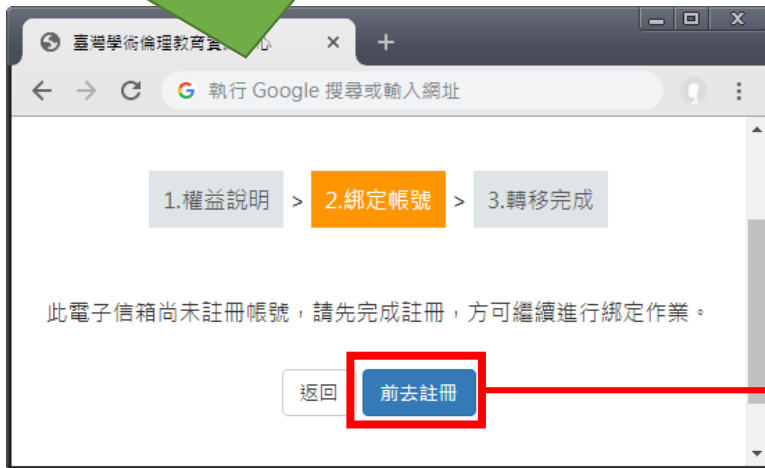 臺灣學術倫理教育資
心
執行 Google 搜尋或輸入網址
1.權益說明 > 2.綁定帳號 > 3.轉移完成
此電子信箱尚未註冊帳號，請先完成註冊，方可繼續進行綁定作業。
返回 前去註冊